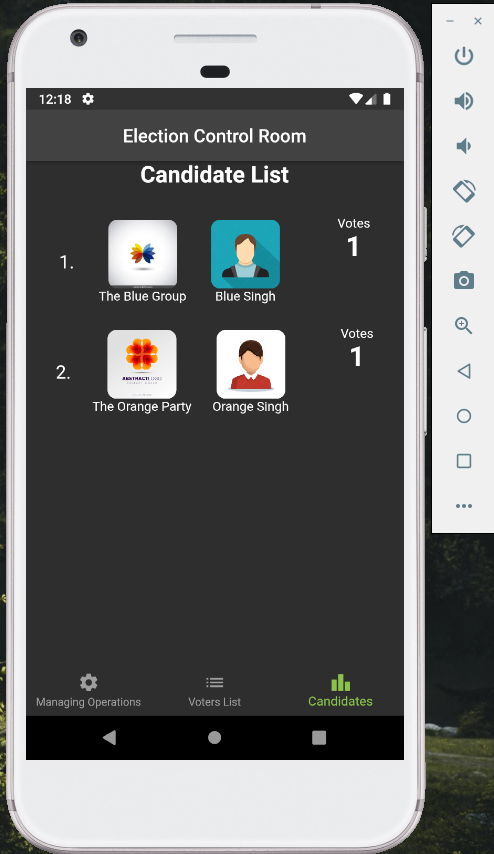 12:18
Election Control Room
Candidate List
1.
The Blue Group
Blue Singh
Votes
1
2.
ABSTRACT
The Orange Party
Orange Singh
Votes
1
Managing Operations
Voters List
Candidates